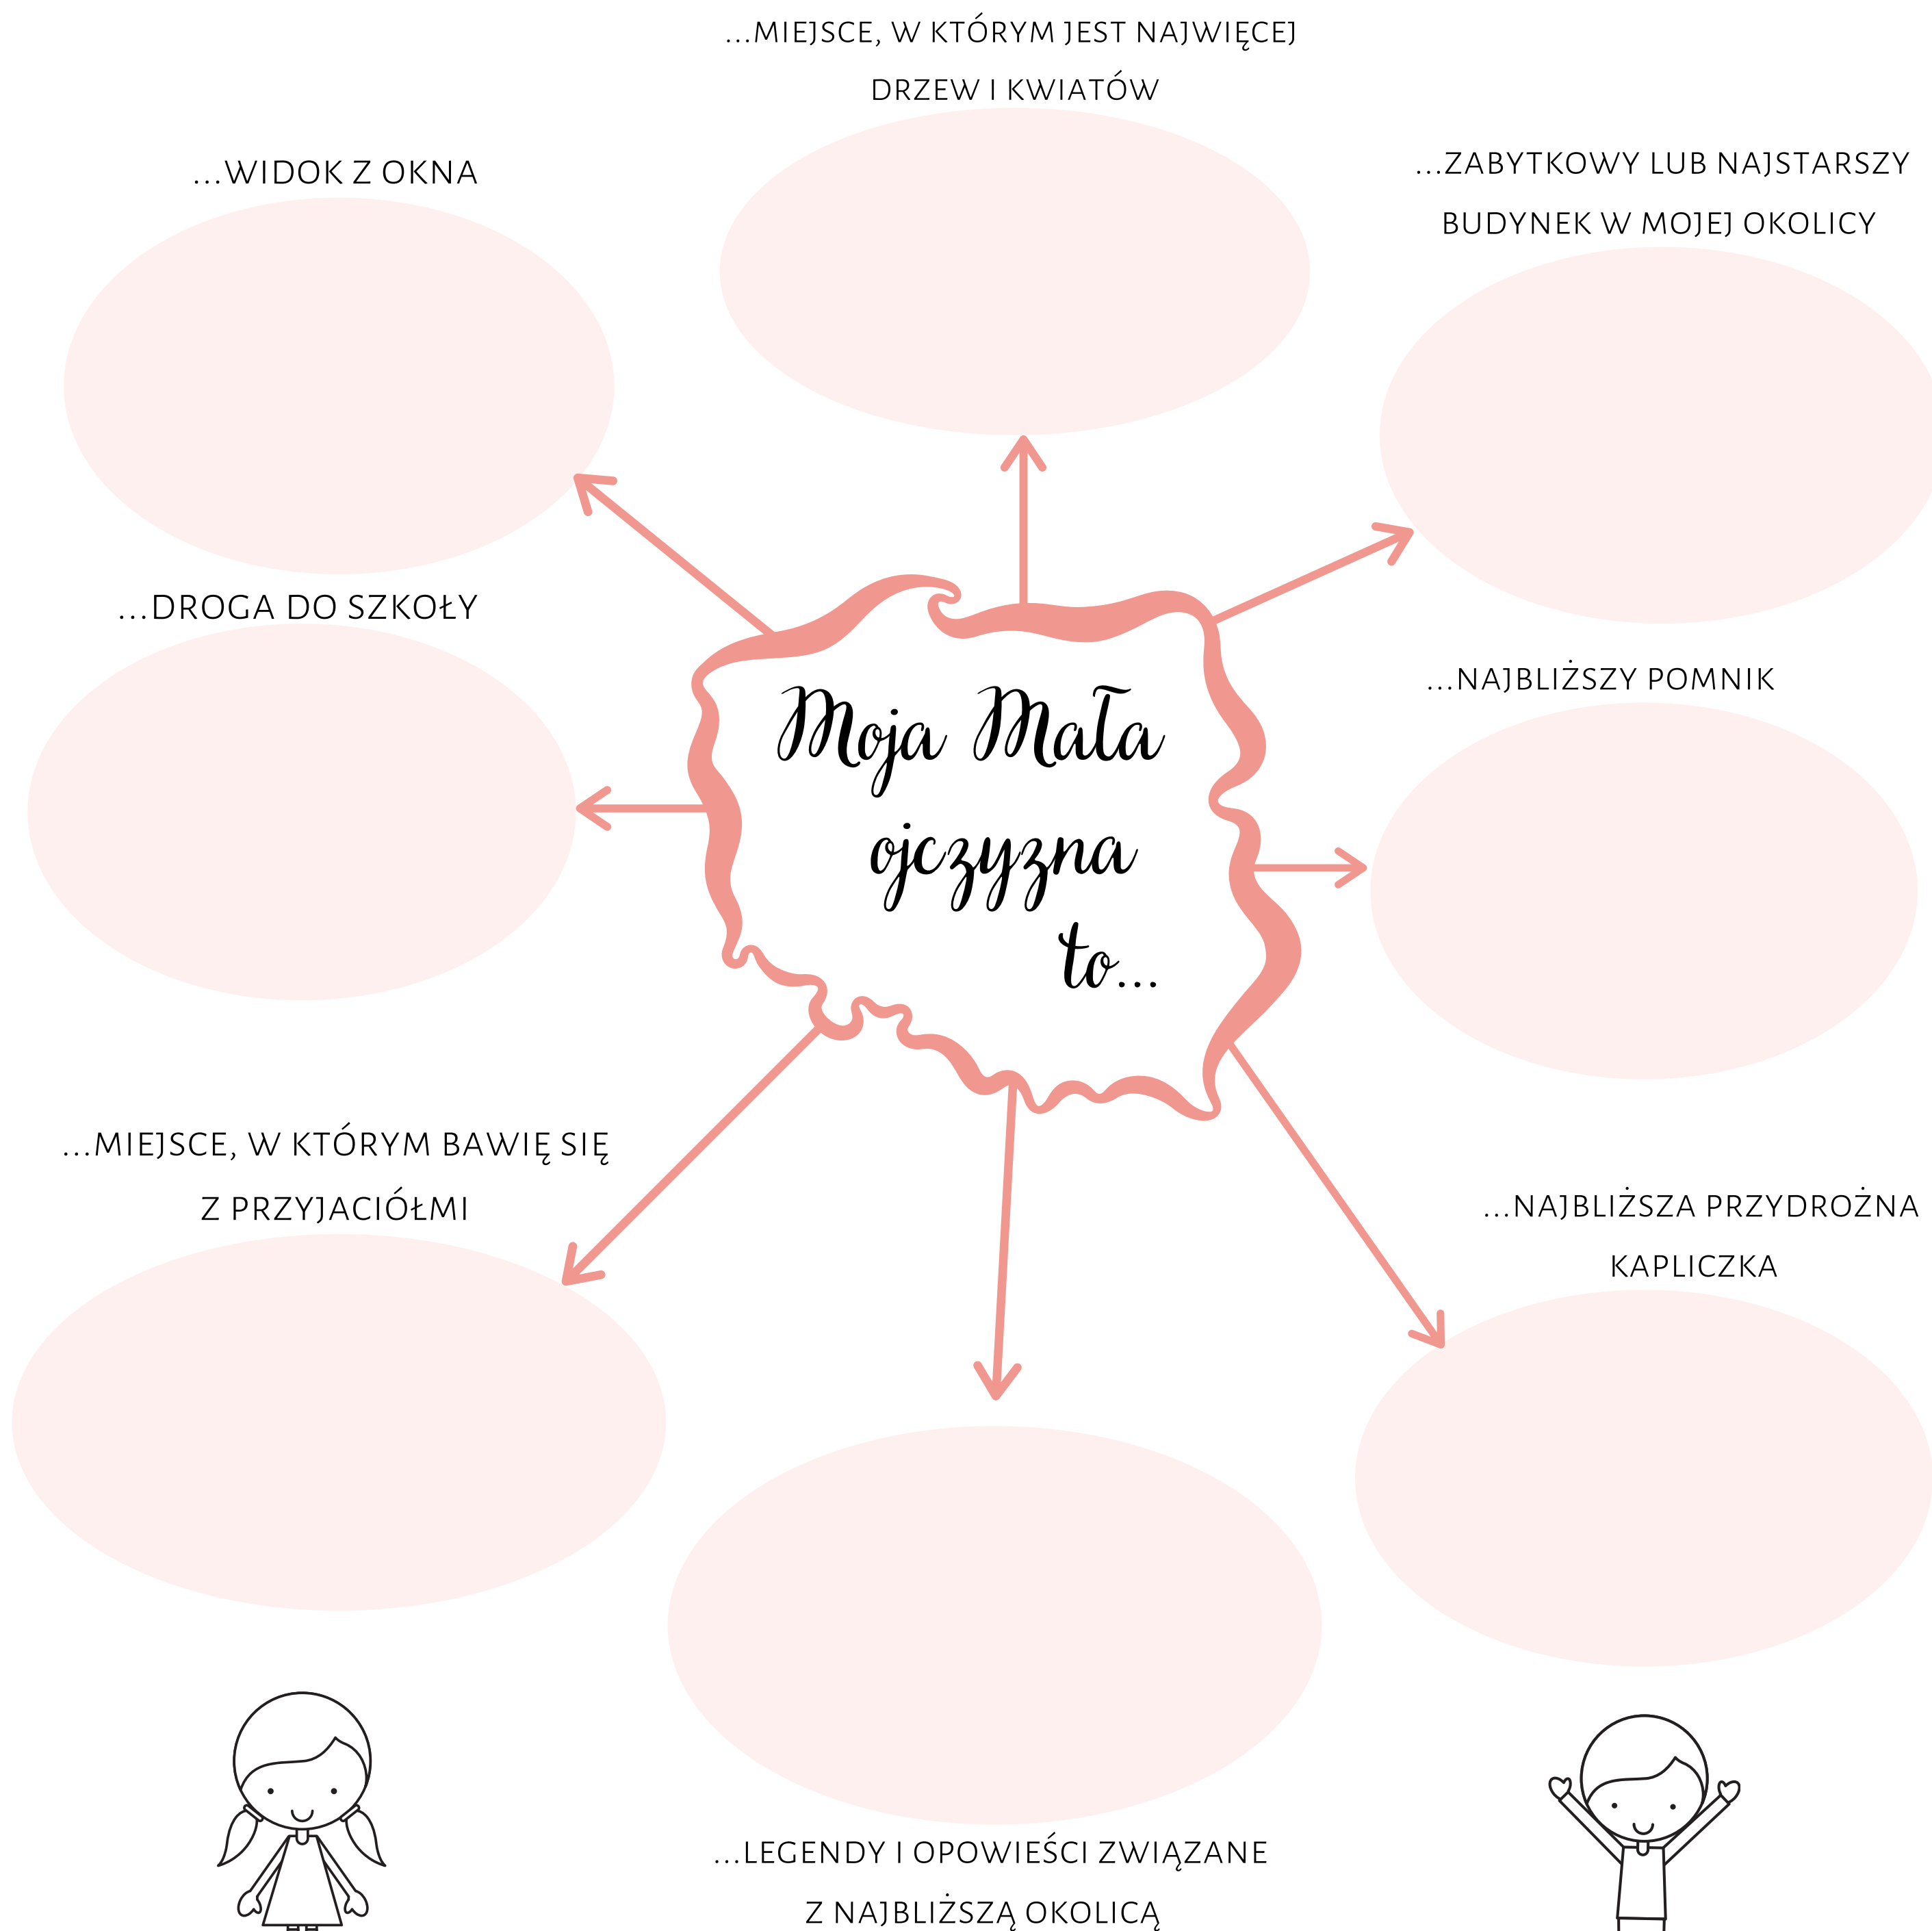 ...MIEJSCE, W KTÓRYM JEST NAJWIĘCEJ
DRZEW I KWIATÓW
...WIDOK Z OKNA
...ZABYTKOWY LUB NAJSTARSZY
BUDYNEK W MOJEJ OKOLICY
...DROGA DO SZKOŁY
...NAJBLIŻSZY POMNIK
Moja Mała
ojczyzna
to...
...MIEJSCE, W KTÓRYM BAWIĘ SIĘ
Z PRZYJACIÓŁMI
...NAJBLIŻSZA PRZYDROŻNA
KAPLICZKA
...LEGENDY I OPOWIEŚCI ZWIĄZANE
Z NAJBLIŻSZĄ OKOLICĄ